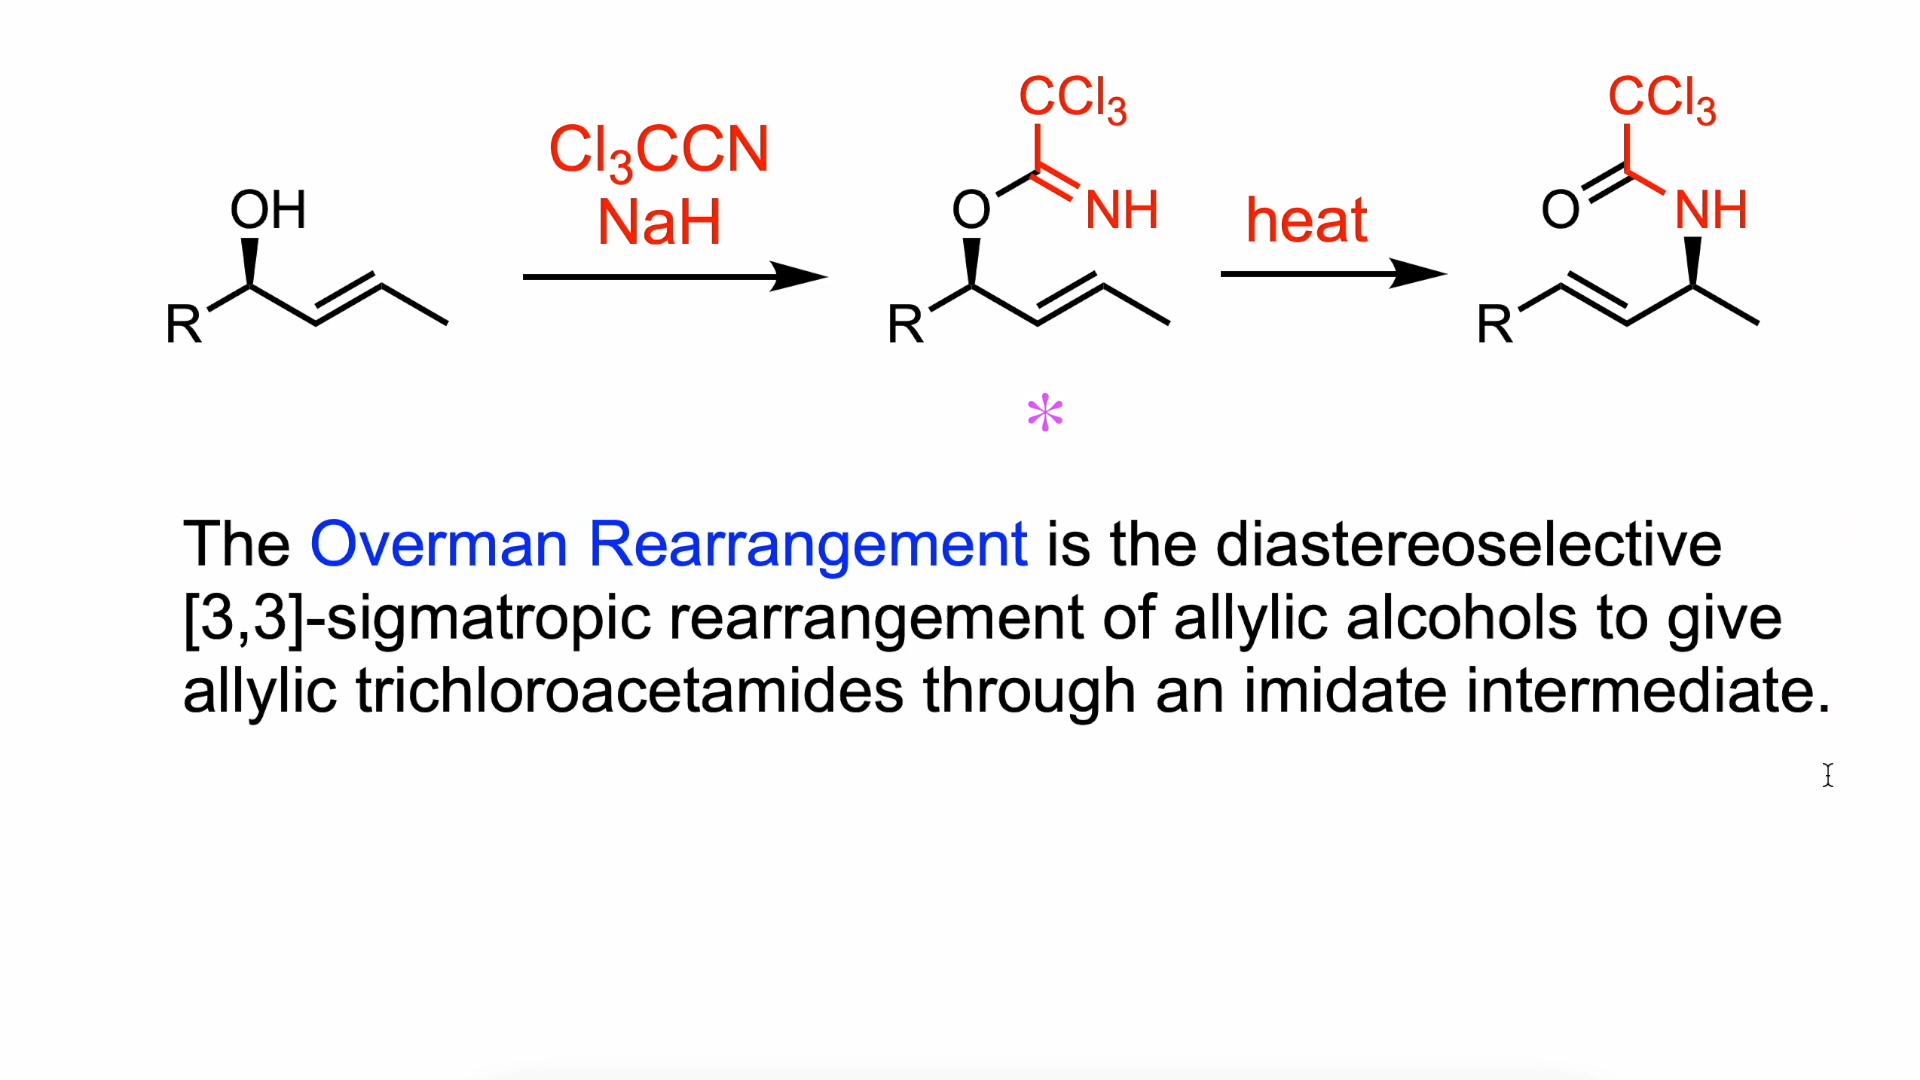 CCl3
CCl3
Cl3CCN
NaH
OH
O
NH
heat
O
NH
R
R
R
*
The Overman Rearrangement is the diastereoselective
[3,3]-sigmatropic rearrangement of allylic alcohols to give
allylic trichloroacetamides through an imidate intermediate.